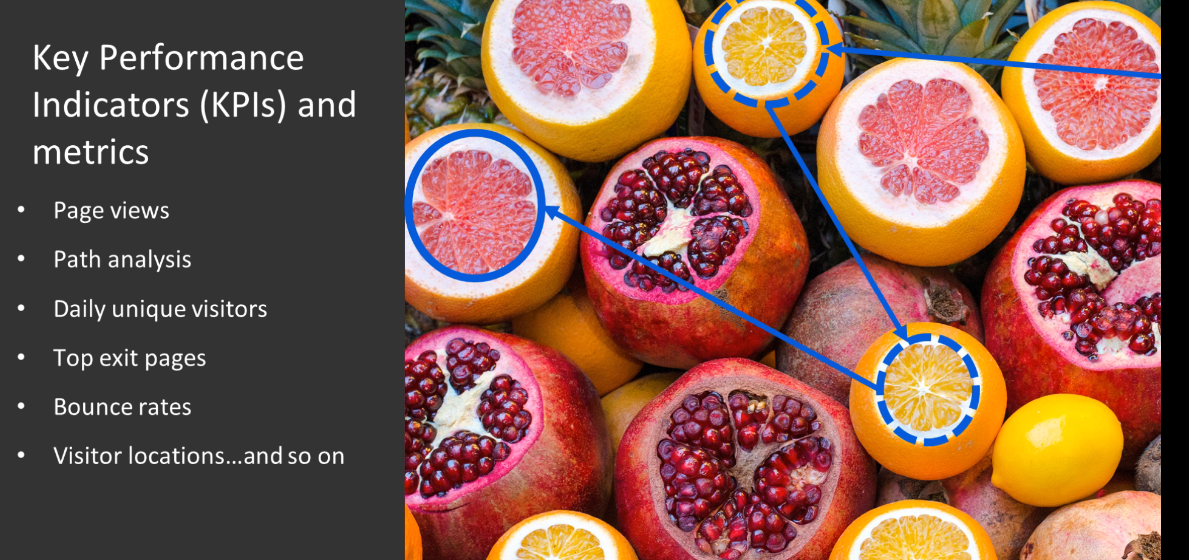 Key Performance
Indicators (KPIs) and
metrics
• Page views
• Path analysis
• Daily unique visitors
• Top exit pages
• Bounce rates
• Visitor locations...and so on